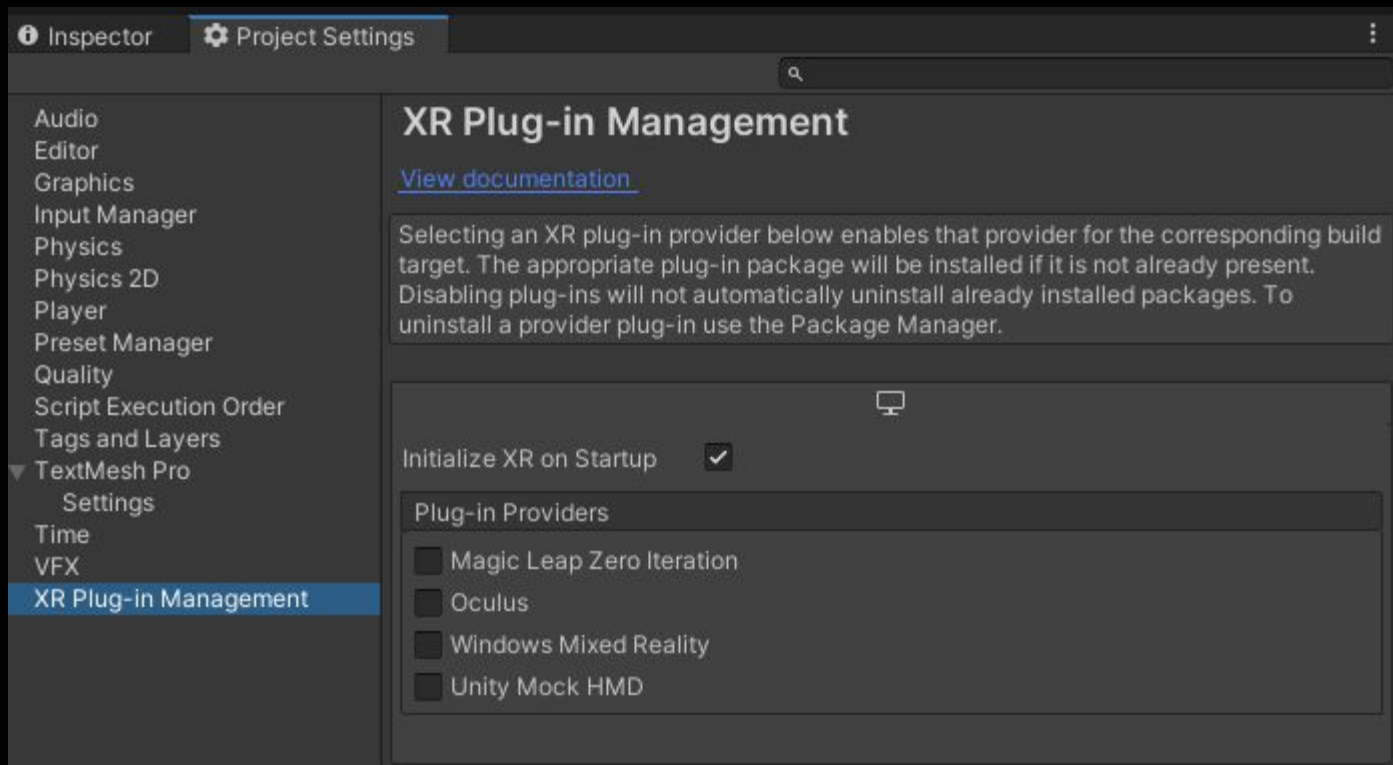 Inspector
Project Settings
Audio
Editor
Graphics
Input Manager
Physics
Physics 2D
Player
Preset Manager
Quality
Script Execution Order
Tags and Layers
TextMesh Pro
Settings
Time
VFX
XR Plug-in Management
XR Plug-in Management
View documentation
Selecting an XR plug-in provider below enables that provider for the corresponding build
target. The appropriate plug-in package will be installed if it is not already present.
Disabling plug-ins will not automatically uninstall already installed packages. To
uninstall a provider plug-in use the Package Manager.
Initialize XR on Startup
Plug-in Providers
Magic Leap Zero Iteration
Oculus
Windows Mixed Reality
Unity Mock HMD